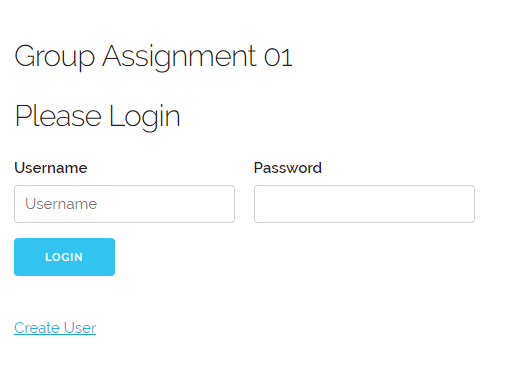 Group Assignment 01
Please Login
Username Password
Username
LOGIN
Create User